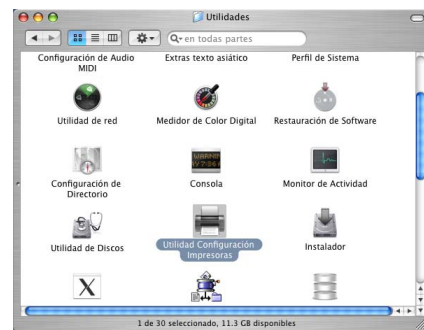 Utilidades
en todas partes
Configuración de Audio Extras texto asiático Perfil de Sistema
MIDI
Utilidad de red Medidor de Color Digital Restauración de Software
Configuración de Consola Monitor de Actividad
Directorio
Utilidad de Discos Utilidad Configuración Instalador
Impresoras
X
1 de 30 seleccionado, 11.3 GB disponibles